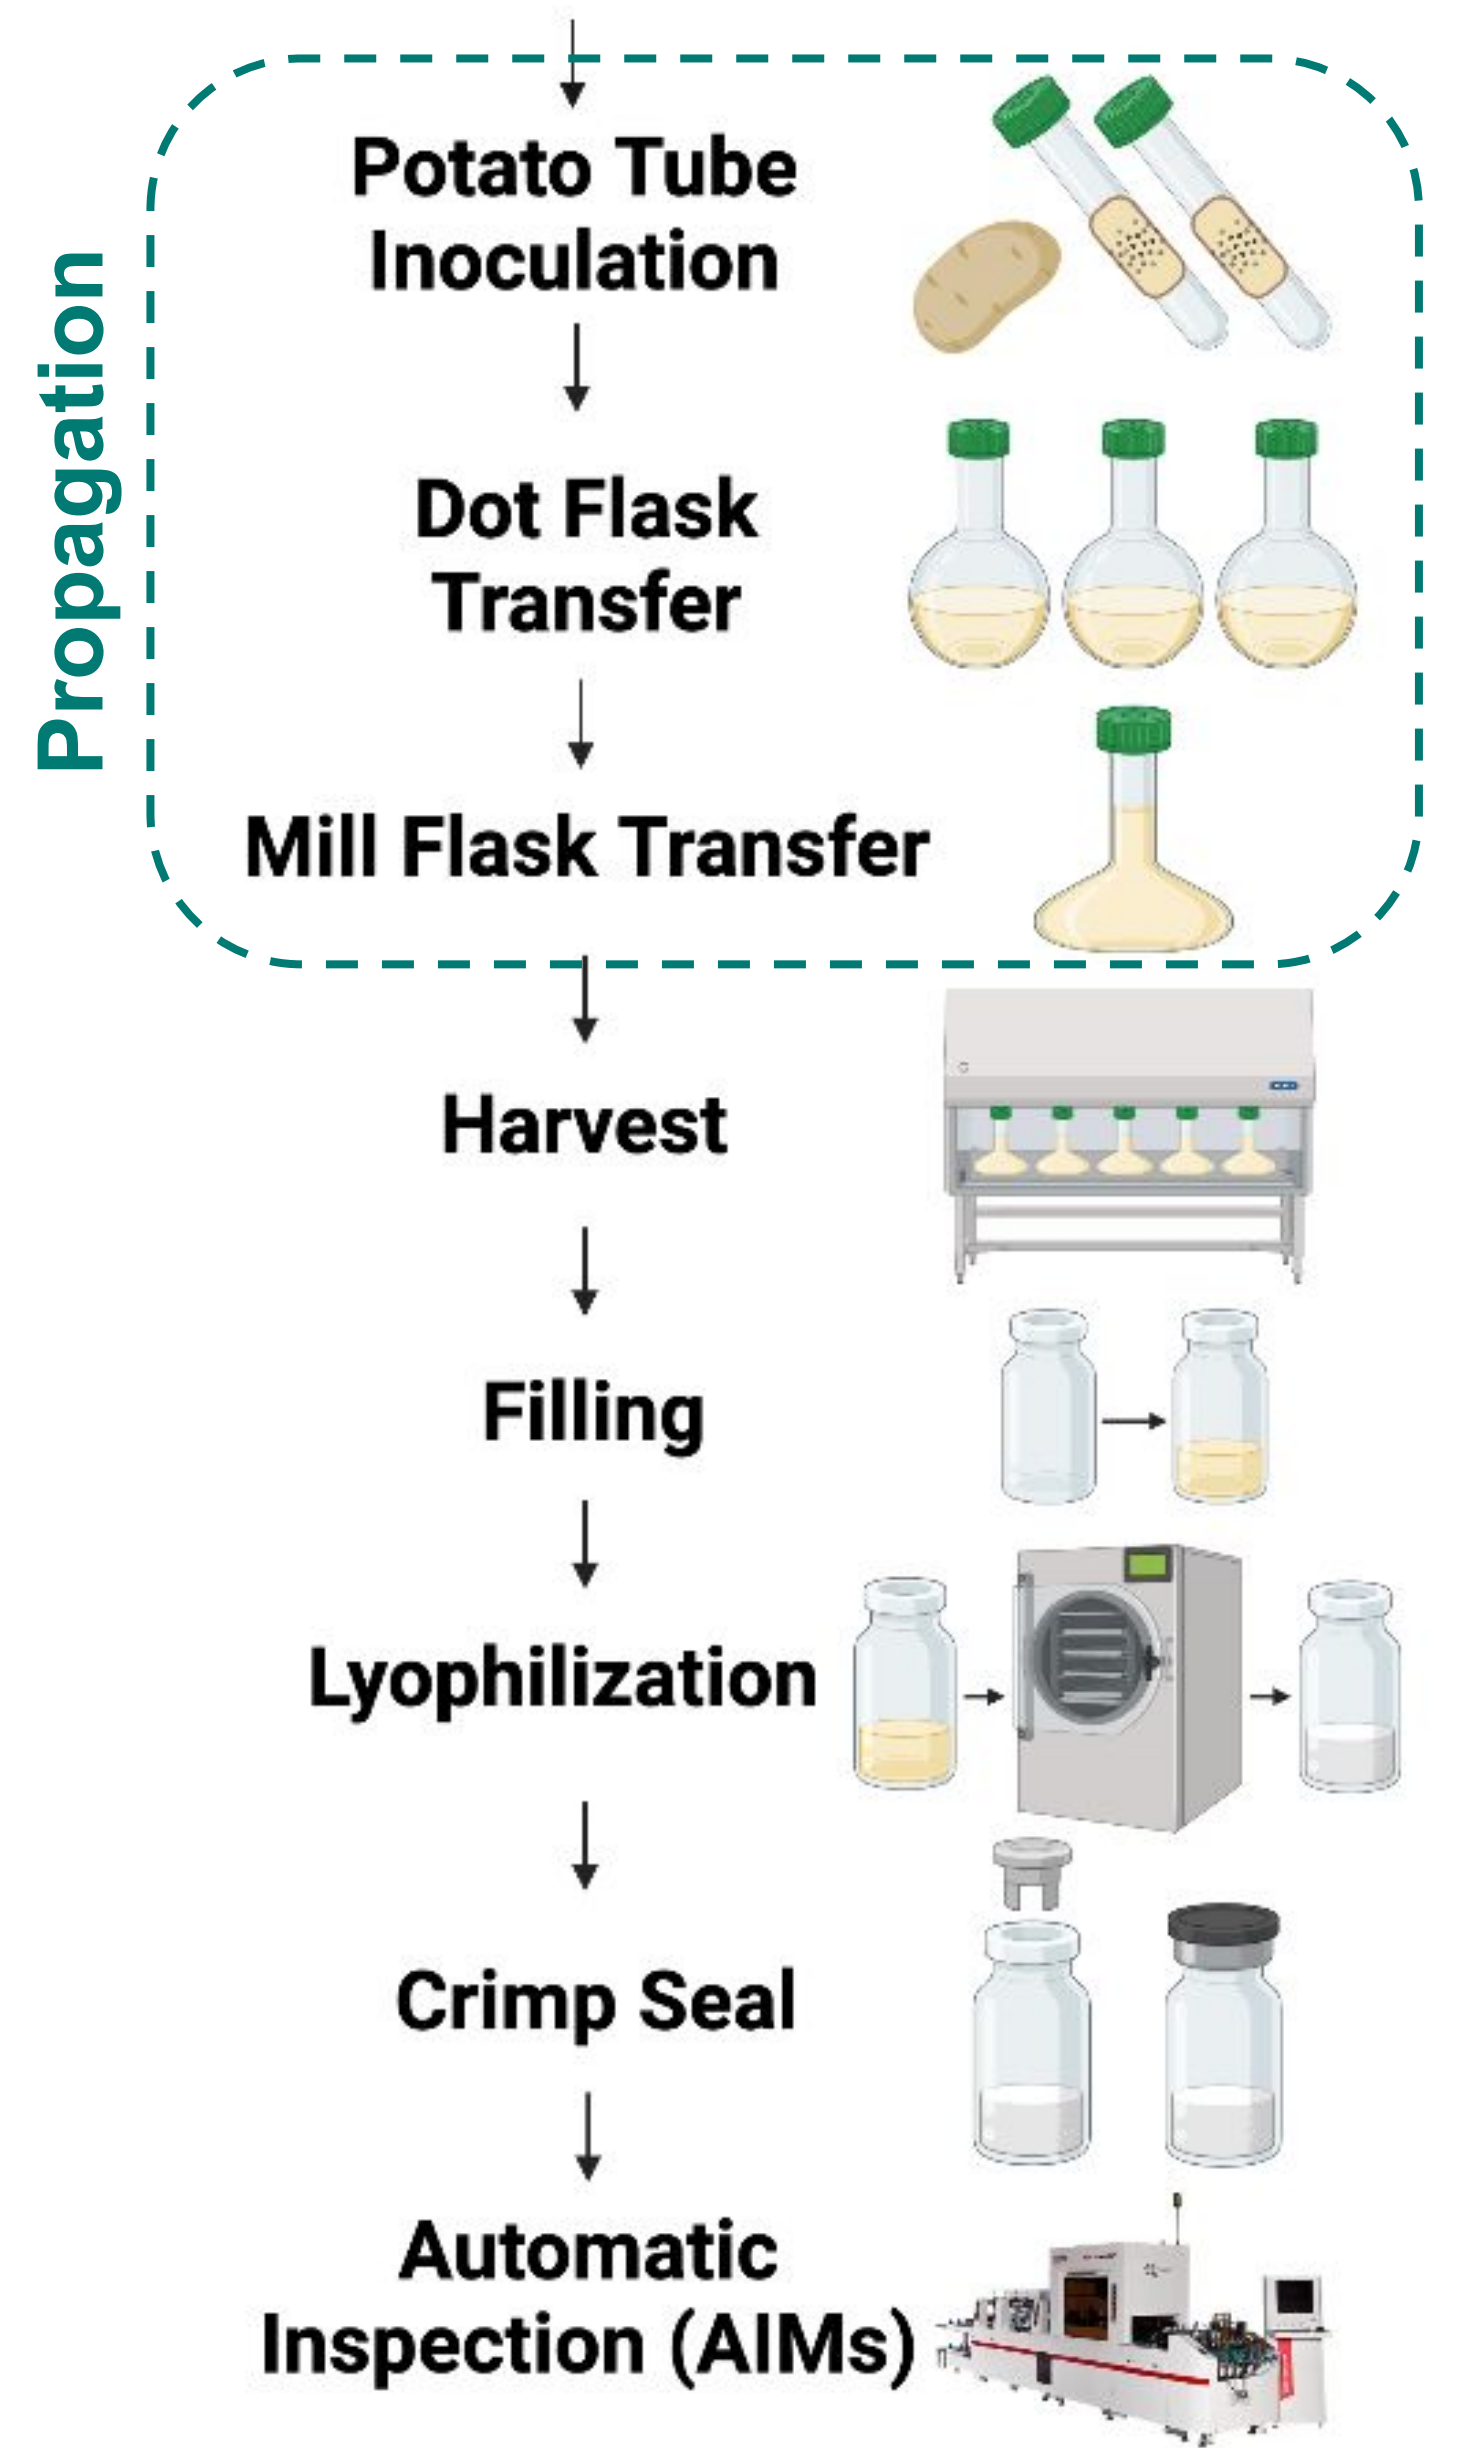 Propagation
Potato Tube
Inoculation
Dot Flask
Transfer
Mill Flask Transfer
Harvest
Filling
Lyophilization
Crimp Seal
Automatic
Inspection (AIMs)